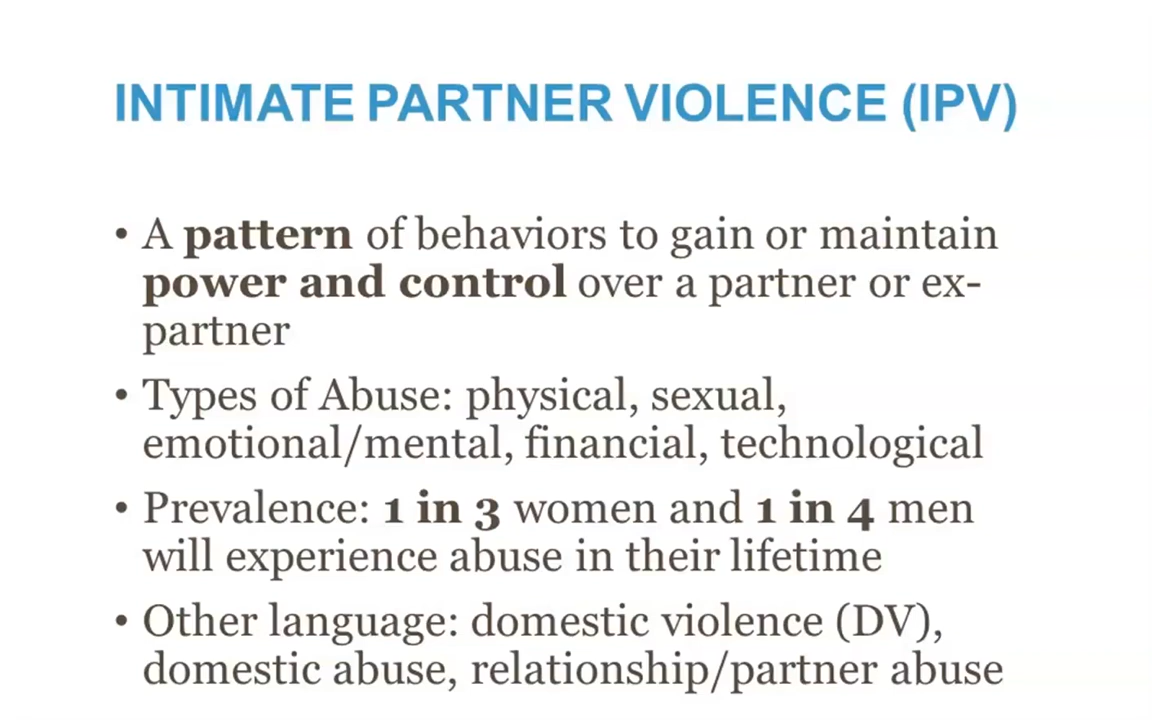 INTIMATE PARTNER VIOLENCE (IPV)
• A pattern of behaviors to gain or maintain
power and control over a partner or ex-
partner
• Types of Abuse: physical, sexual,
emotional/mental, financial, technological
• Prevalence: 1 in 3 women and 1 in 4 men
will experience abuse in their lifetime
• Other language: domestic violence (DV),
domestic abuse, relationship/partner abuse